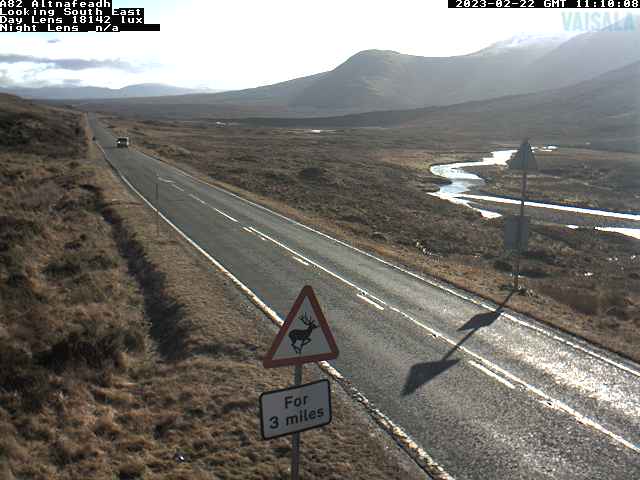 A82 Altnafeadh
Looking South East
Day Lens 18142 lux
Night Lens n/a
2023-02-22 GMT 11:10:08
VAISALA
For
3 miles